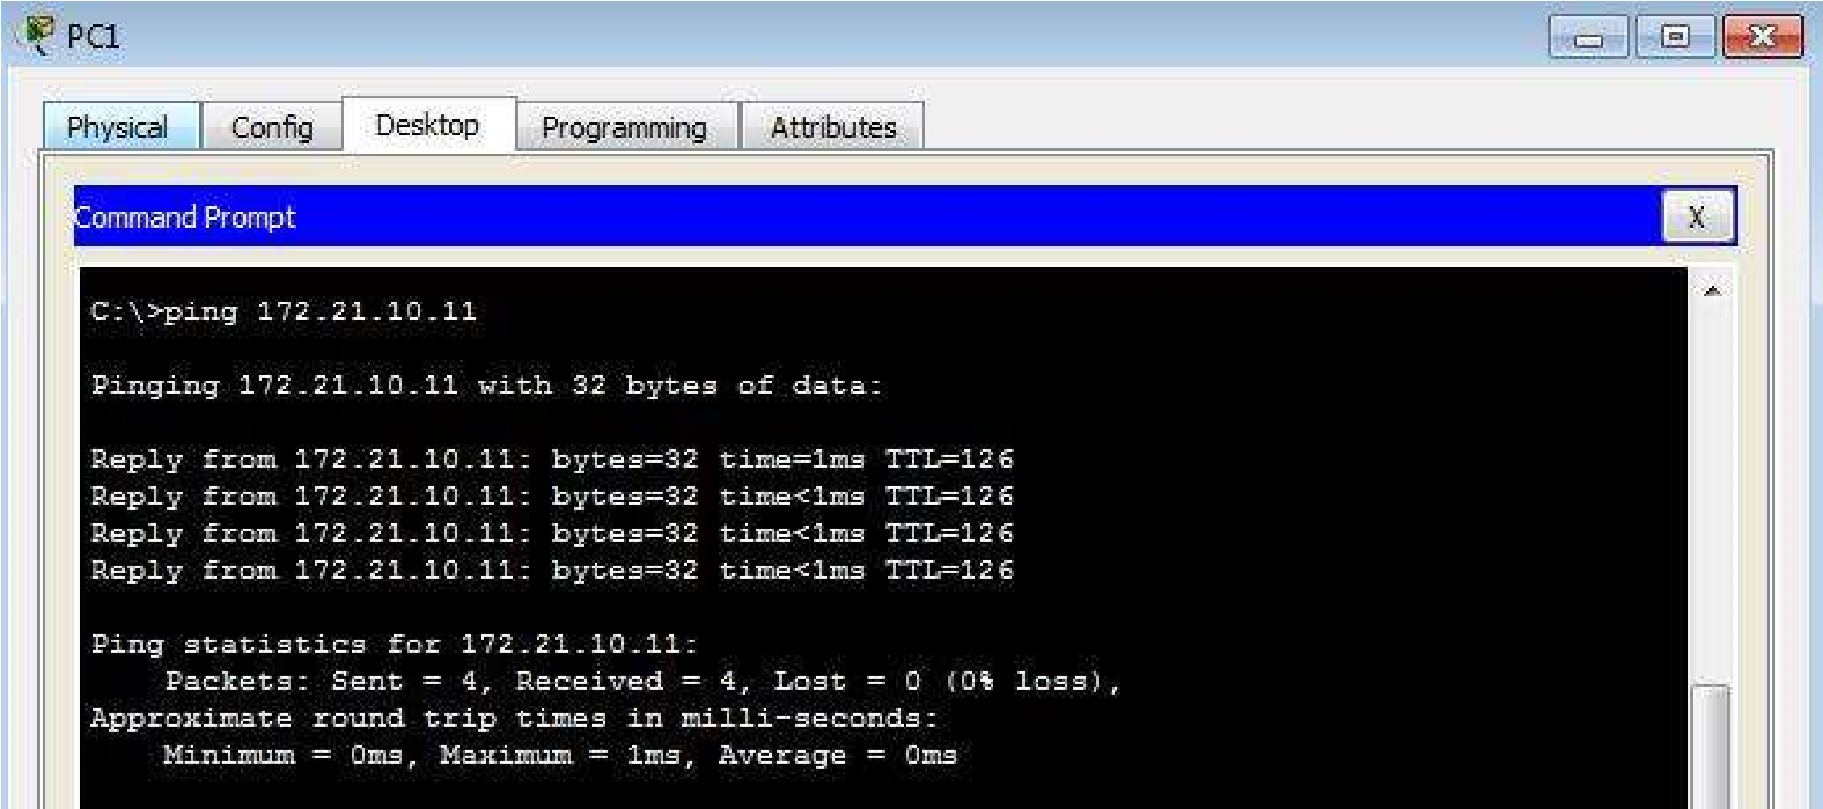 PC1
Physical Config Desktop Programming Attributes
Command Prompt X
C:\>ping 172.21.10.11
Pinging 172.21.10.11 with 32 bytes of data:
Reply from 172.21.10.11: bytes=32 time=1ms TTL=126
Reply from 172.21.10.11: bytes=32 time<1ms TTL=126
Reply from 172.21.10.11: bytes=32 time<1ms TTL=126
Reply from 172.21.10.11: bytes=32 time<1ms TTL=126
Ping statistics for 172.21.10.11:
Packets: Sent = 4, Received = 4, Lost = 0 (0% loss),
Approximate round trip times in milli-seconds:
Minimum = 0ms, Maximum = 1ms, Average = 0ms